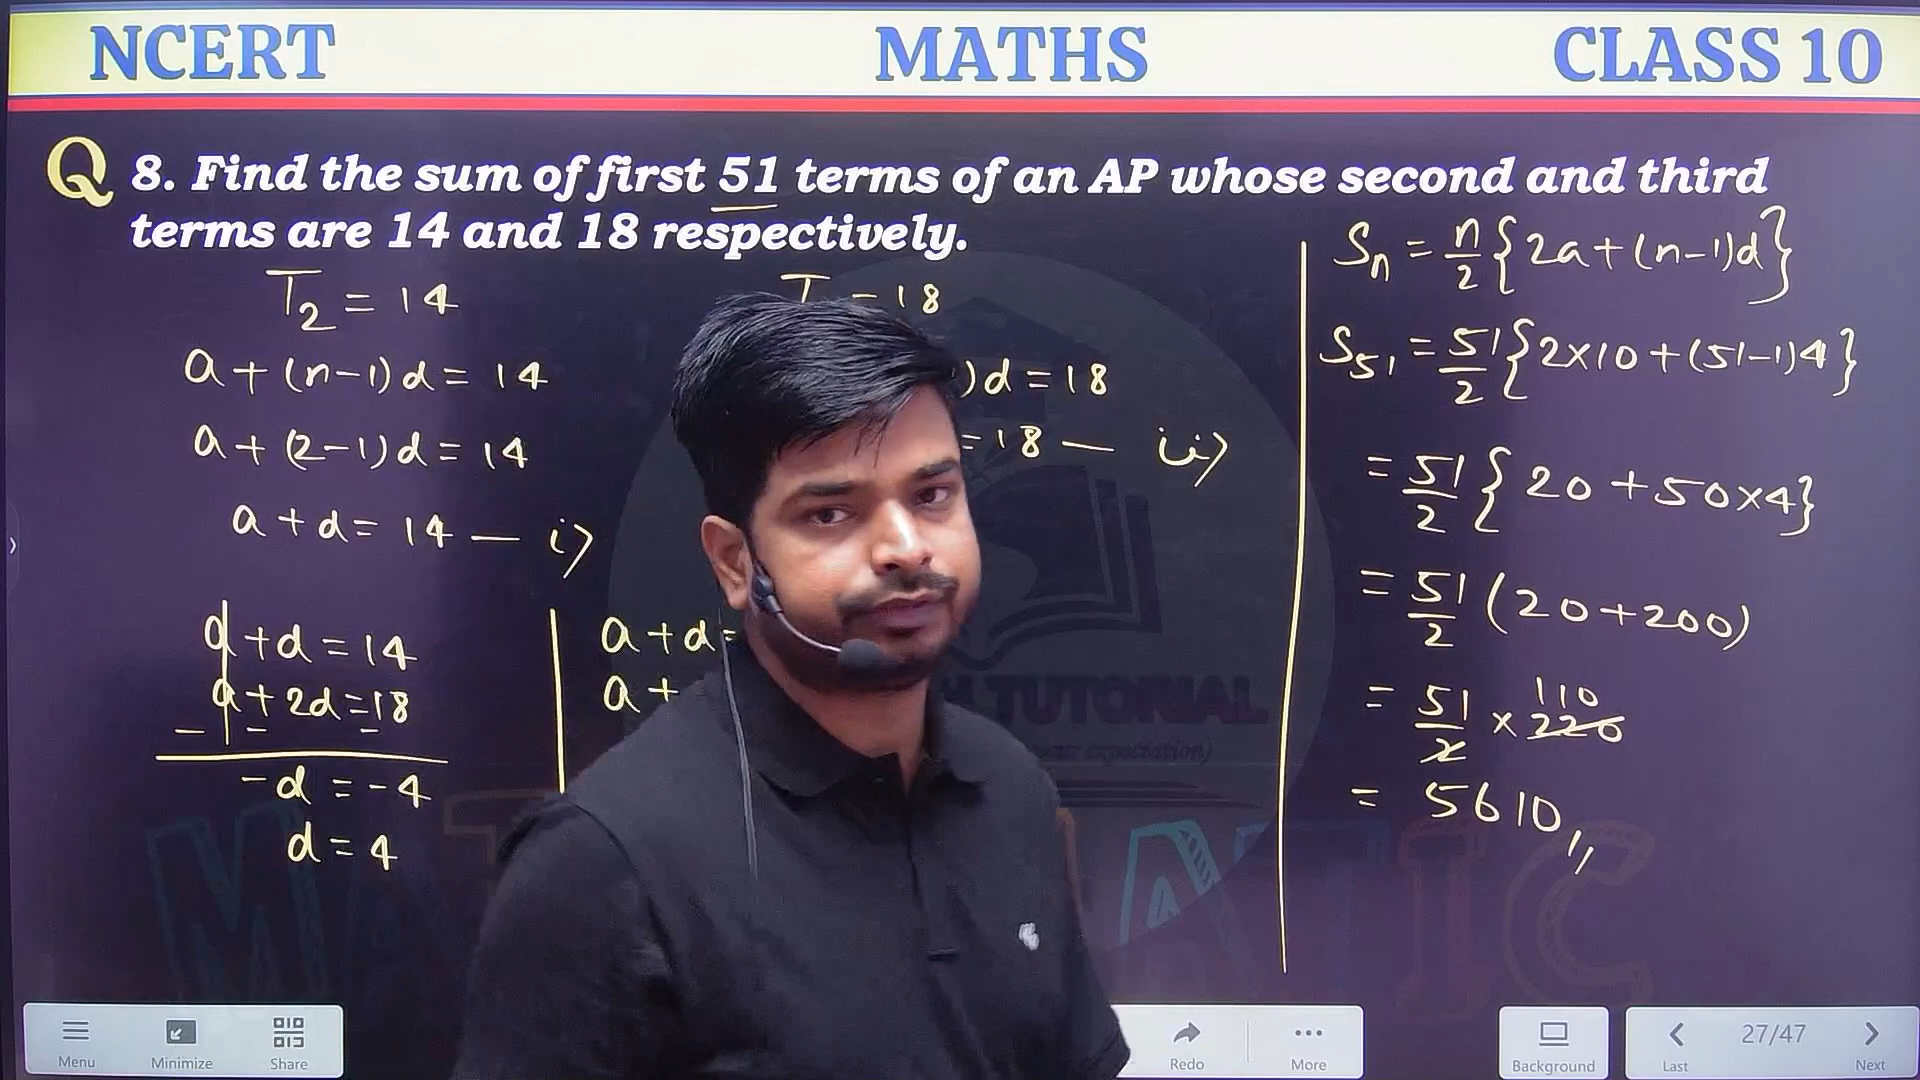 NCERT MATHS CLASS 10
Q 8. Find the sum of first 51 terms of an AP whose second and third
terms are 14 and 18 respectively.
T₂ = 14
a + (n-1)d = 14
a + (2-1)d = 14
a + d = 14 — i)
T = 18
)d = 18
= 18 — ii)
a + d = 14
a + 2d = 18
- - -
-d = -4
d = 4
a + d =
a +
Sₙ = n/2 {2a + (n-1)d}
S₅₁ = 51/2 {2×10 + (51-1)4}
= 51/2 {20 + 50×4}
= 51/2 (20 + 200)
= 51/2 × 220 110
= 5610,,
TUTORIAL
expectation)
Menu Minimize Share
Redo More
Background
Last 27/47 Next